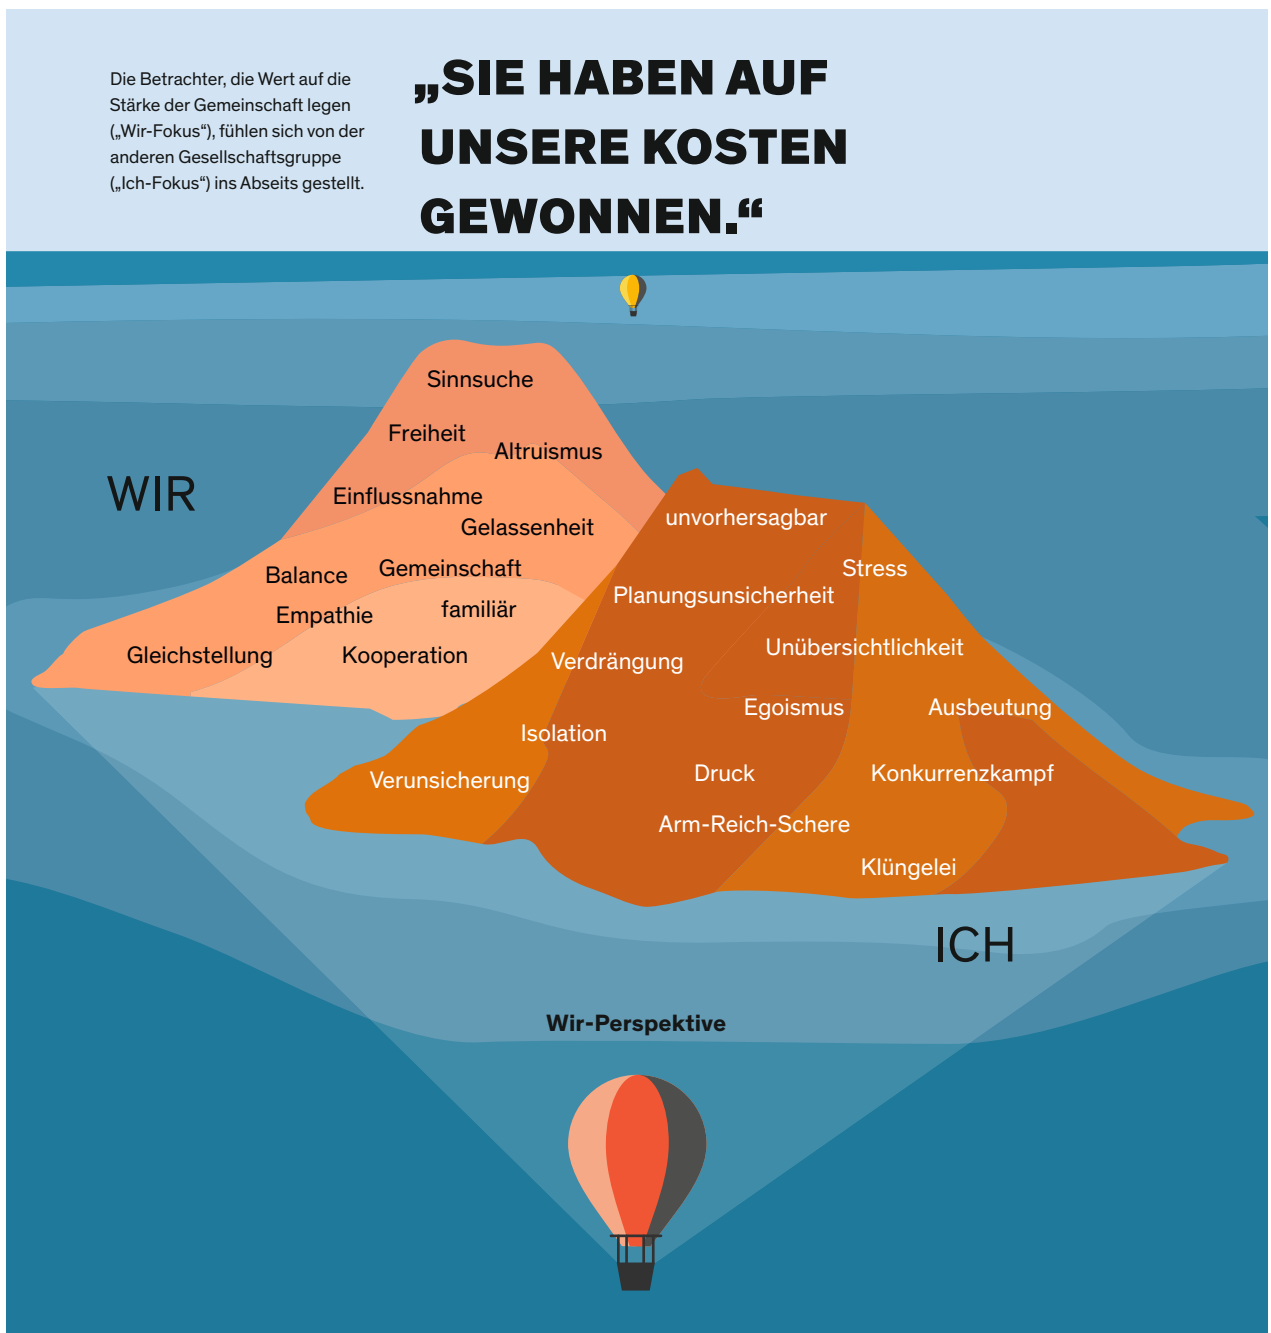 Die Betrachter, die Wert auf die
Stärke der Gemeinschaft legen
(„Wir-Fokus“), fühlen sich von der
anderen Gesellschaftsgruppe
(„Ich-Fokus“) ins Abseits gestellt.
„SIE HABEN AUF
UNSERE KOSTEN
GEWONNEN.“
WIR
Sinnsuche
Freiheit
Altruismus
Einflussnahme
Gelassenheit
Balance
Gemeinschaft
Empathie
familiär
Gleichstellung
Kooperation
unvorhersagbar
Stress
Planungsunsicherheit
Unübersichtlichkeit
Verdrängung
Egoismus
Ausbeutung
Isolation
Verunsicherung
Druck
Konkurrenzkampf
Arm-Reich-Schere
Klüngelei
ICH
Wir-Perspektive